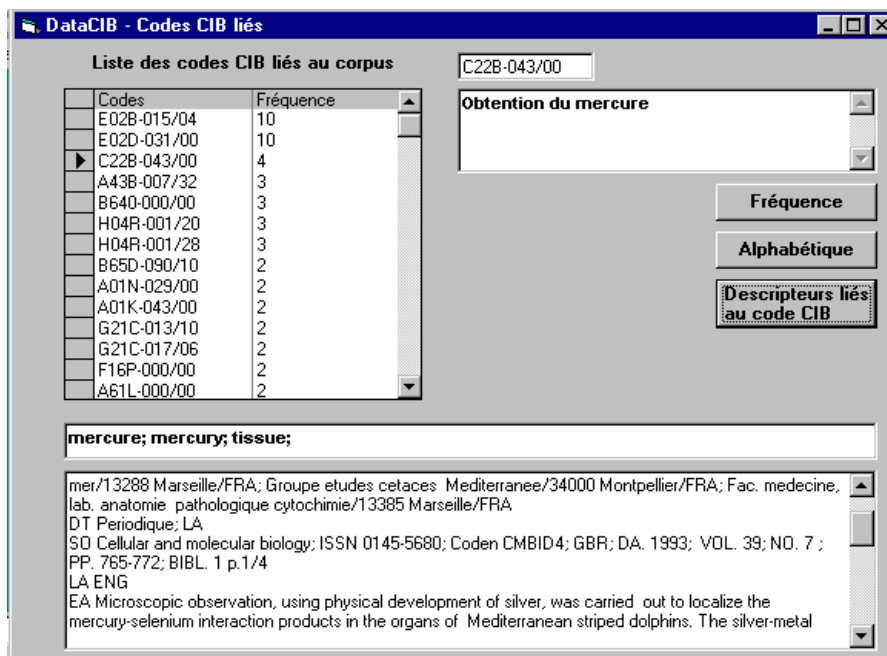 DataCIB - Codes CIB liés
Liste des codes CIB liés au corpus
Codes Fréquence
E02B-015/04 10
E02D-031/00 10
C22B-043/00 4
A43B-007/32 3
B640-000/00 3
H04R-001/20 3
H04R-001/28 3
B65D-090/10 2
A01N-029/00 2
A01K-043/00 2
G21C-013/10 2
G21C-017/06 2
F16P-000/00 2
A61L-000/00 2
C22B-043/00
Obtention du mercure
Fréquence
Alphabétique
Descripteurs liés
au code CIB
mercure; mercury; tissue;
mer/13288 Marseille/FRA; Groupe etudes cetaces Mediterranee/34000 Montpellier/FRA; Fac. medecine,
lab. anatomie pathologique cytochimie/13385 Marseille/FRA
DT Periodique; LA
SO Cellular and molecular biology; ISSN 0145-5680; Coden CMBID4; GBR; DA. 1993; VOL. 39; NO. 7 ;
PP. 765-772; BIBL. 1 p.1/4
LA ENG
EA Microscopic observation, using physical development of silver, was carried out to localize the
mercury-selenium interaction products in the organs of Mediterranean striped dolphins. The silver-metal